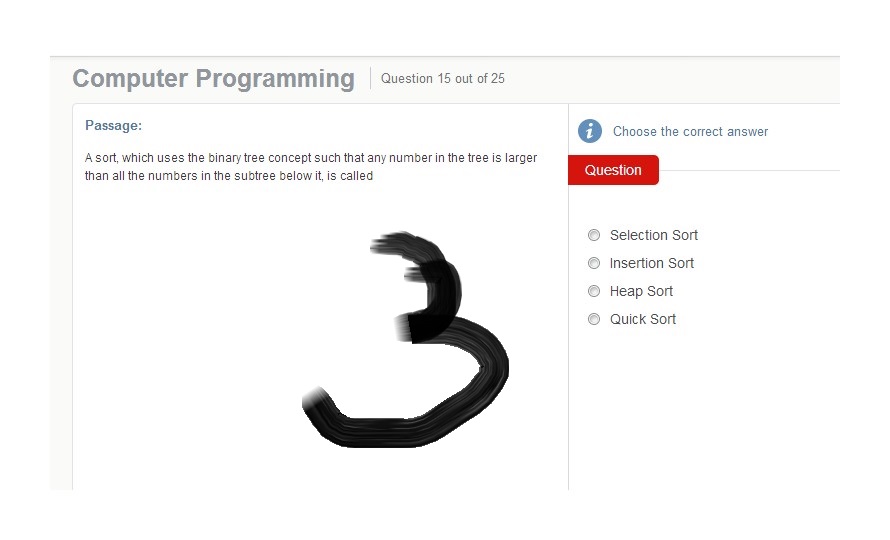 Computer Programming
Question 15 out of 25
Passage:
A sort, which uses the binary tree concept such that any number in the tree is larger
than all the numbers in the subtree below it, is called
3
i
Choose the correct answer
Question
Selection Sort
Insertion Sort
Heap Sort
Quick Sort